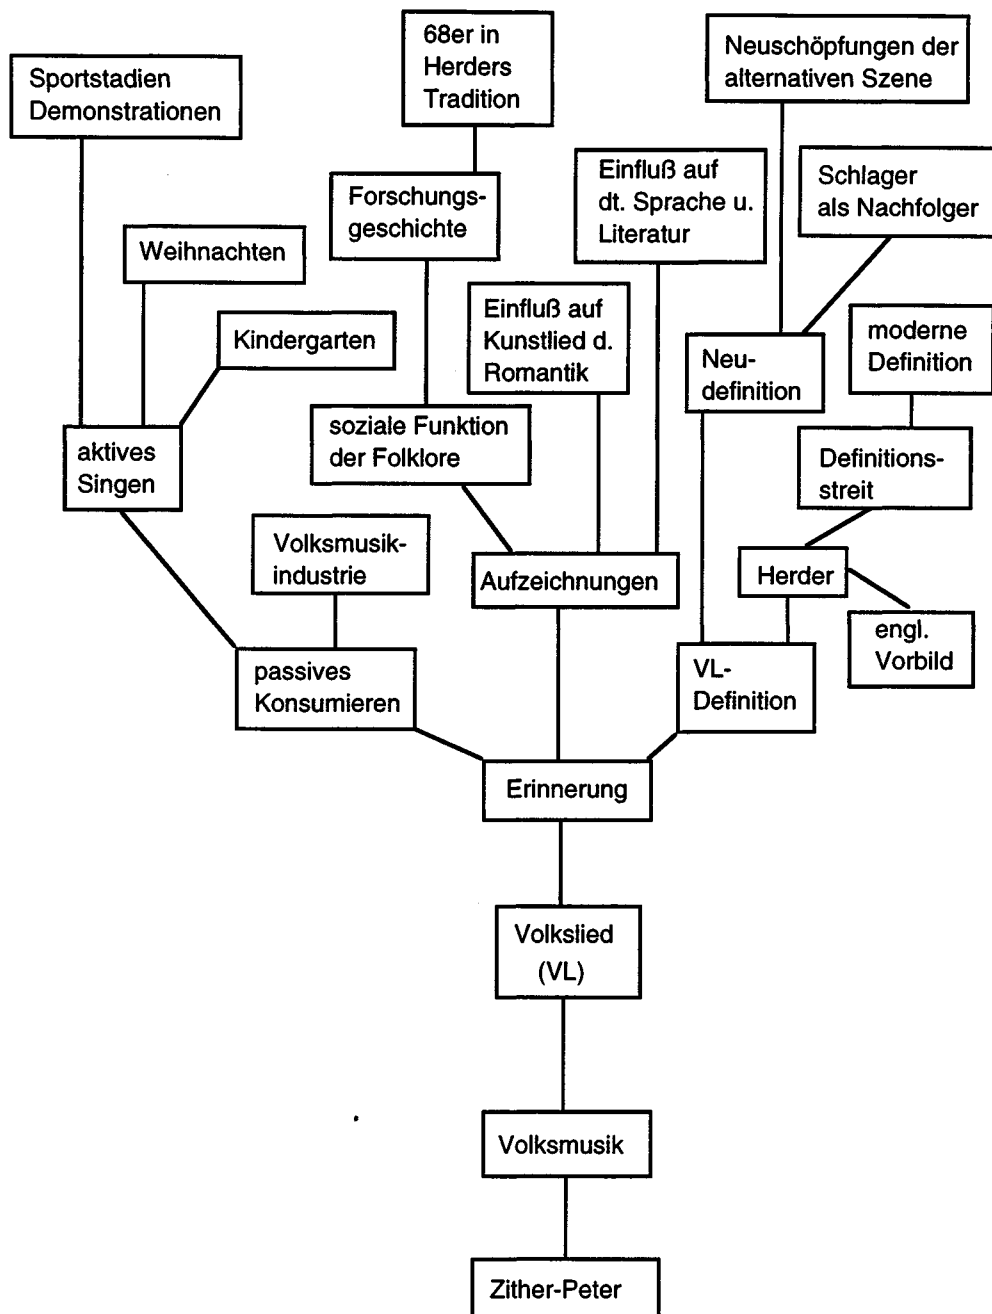 68er in
Herders
Tradition
Neuschöpfungen der
alternativen Szene
Sportstadien
Demonstrationen
Einfluß auf
dt. Sprache u.
Literatur
Schlager
als Nachfolger
Forschungs-
geschichte
Weihnachten
Einfluß auf
Kunstlied d.
Romantik
moderne
Definition
Kindergarten
Neu-
definition
soziale Funktion
der Folklore
aktives
Singen
Definitions-
streit
Volksmusik-
industrie
Aufzeichnungen
Herder
engl.
Vorbild
passives
Konsumieren
VL-
Definition
Erinnerung
Volkslied
(VL)
Volksmusik
Zither-Peter